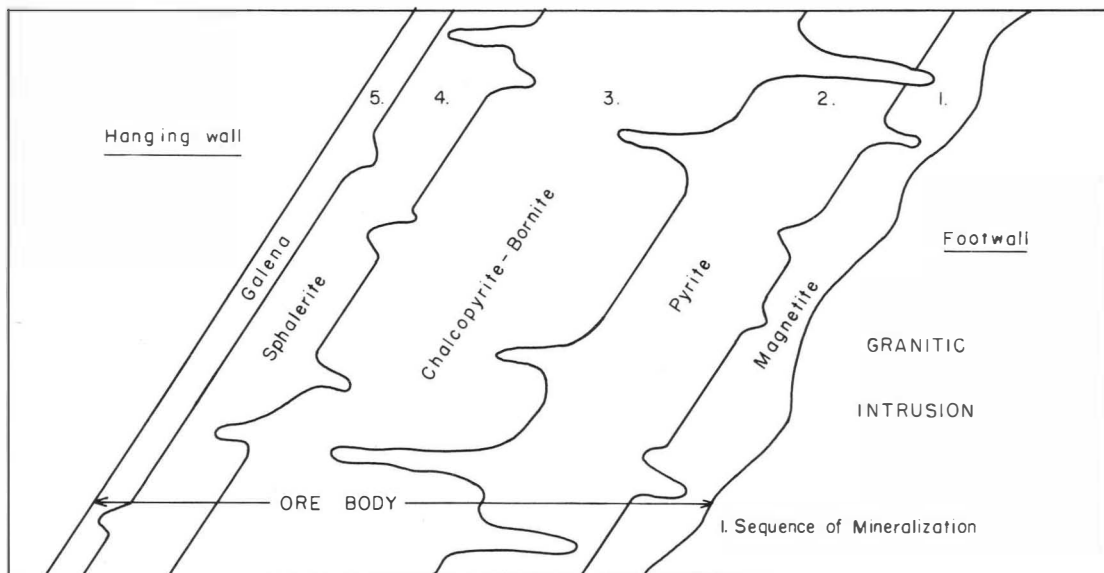 5.
4.
3.
2.
1.
Hanging wall
Galena
Sphalerite
Chalcopyrite-Bornite
Pyrite
Magnetite
Footwall
GRANITIC
INTRUSION
ORE BODY
1. Sequence of Mineralization